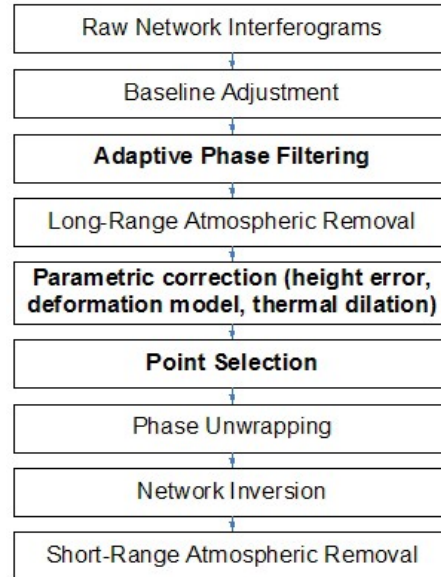 Raw Network Interferograms
Baseline Adjustment
Adaptive Phase Filtering
Long-Range Atmospheric Removal
Parametric correction (height error,
deformation model, thermal dilation)
Point Selection
Phase Unwrapping
Network Inversion
Short-Range Atmospheric Removal